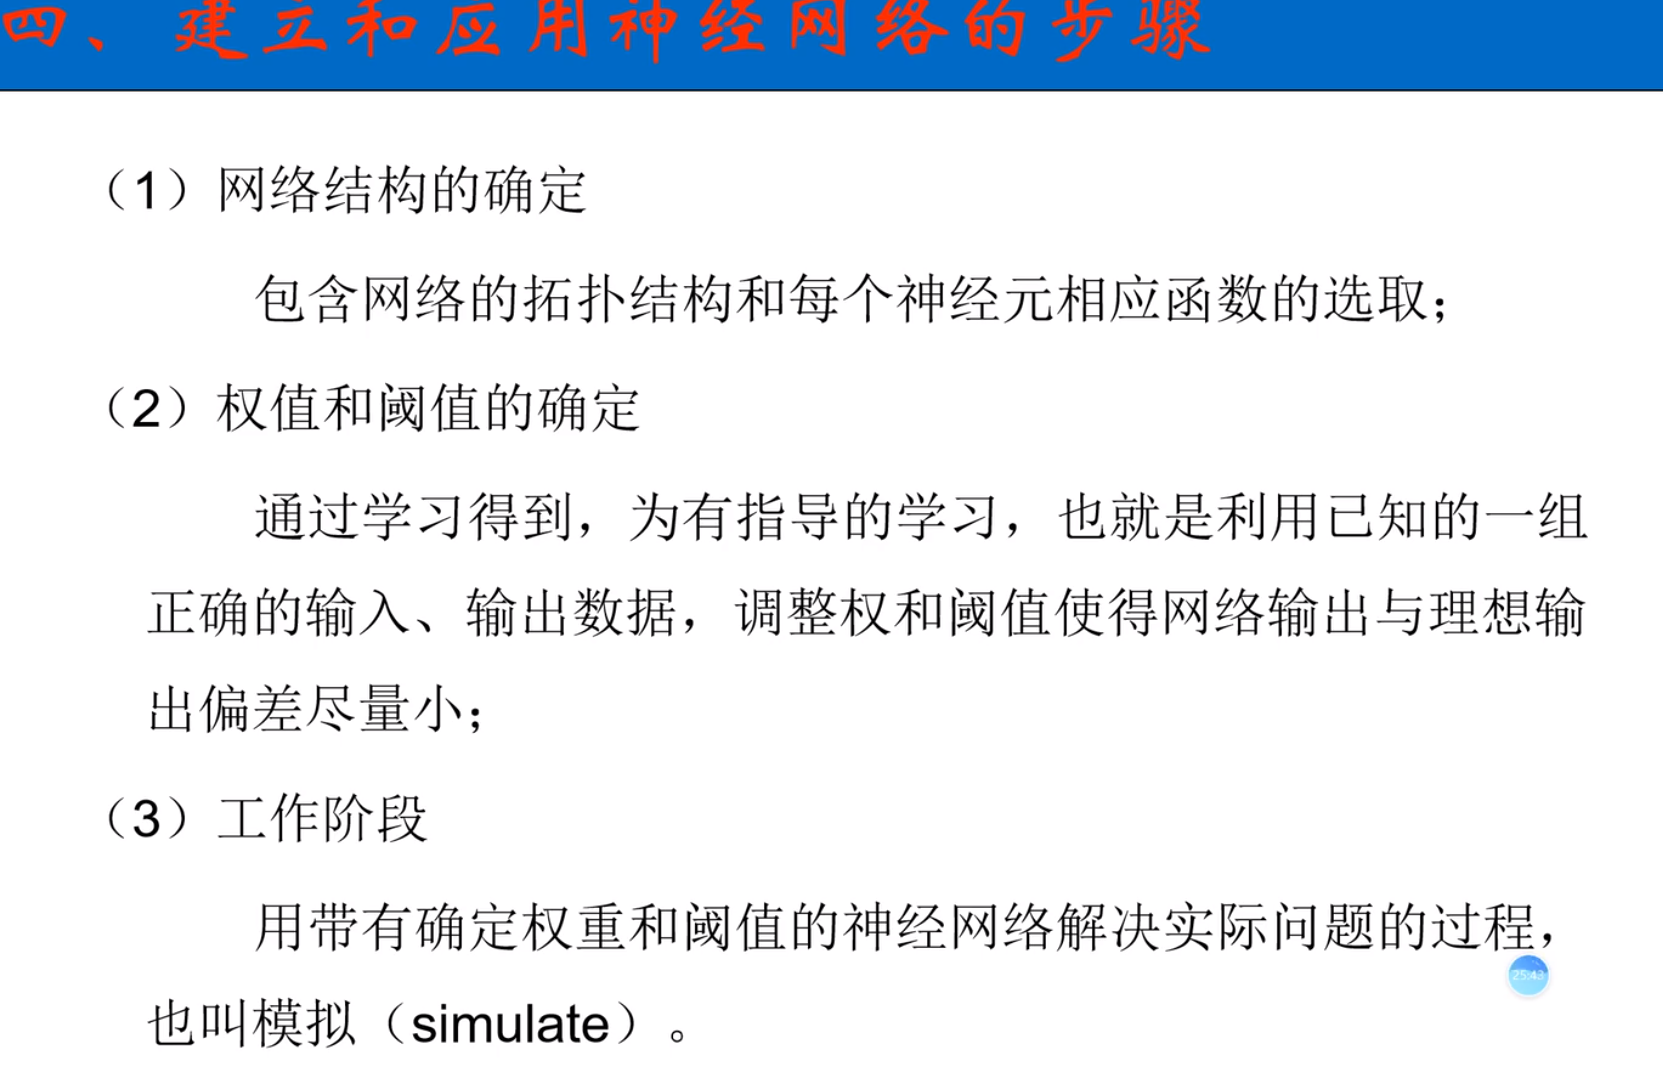 四、建立和应用神经网络的步骤
（1）网络结构的确定
包含网络的拓扑结构和每个神经元相应函数的选取；
（2）权值和阈值的确定
通过学习得到，为有指导的学习，也就是利用已知的一组
正确的输入、输出数据，调整权和阈值使得网络输出与理想输
出偏差尽量小；
（3）工作阶段
用带有确定权重和阈值的神经网络解决实际问题的过程，
25:43
也叫模拟（simulate）。